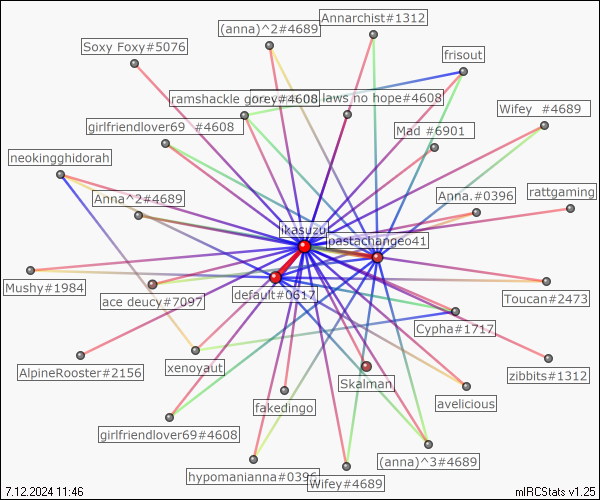 Annarchist#1312
(anna)^2#4689
Soxy Foxy#5076
frisout
ramshackle gorey#4608
laws no hope#4608
Wifey #4689
girlfriendlover69 #4608
Mad #6901
neokingghidorah
Anna^2#4689
Anna.#0396
rattgaming
ikasuzu
pastachangeo41
Mushy#1984
ace deucy#7097
default#0617
Toucan#2473
Cypha#1717
AlpineRooster#2156
xenoyaut
Skalman
zibbits#1312
fakedingo
avelicious
girlfriendlover69#4608
(anna)^3#4689
hypomanianna#0396
Wifey#4689
7.12.2024 11:46
mIRCStats v1.25